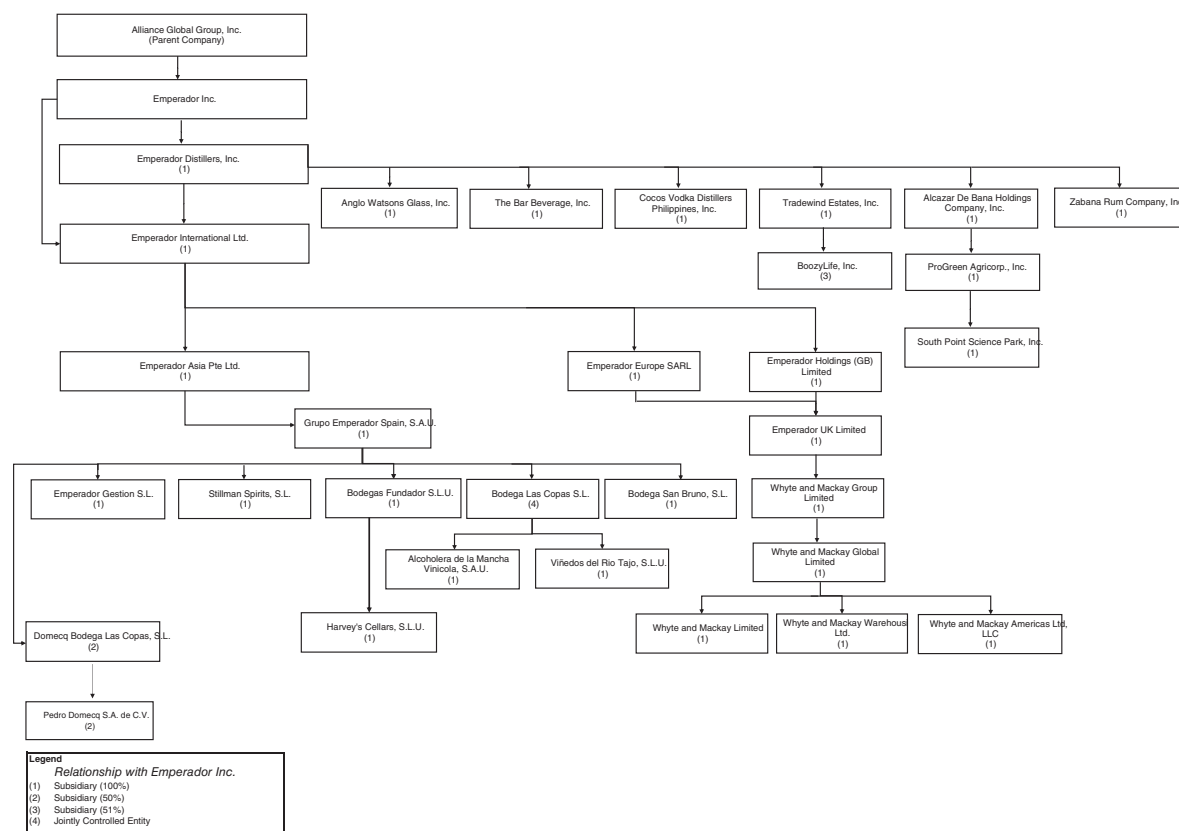 Alliance Global Group, Inc.
(Parent Company)
Emperador Inc.
Emperador Distillers, Inc.
(1)
Anglo Watsons Glass, Inc.
(1)
The Bar Beverage, Inc.
(1)
Cocos Vodka Distillers
Philippines, Inc.
(1)
Tradewind Estates, Inc.
(1)
Alcazar De Bana Holdings
Company, Inc.
(1)
Zabana Rum Company, Inc
(1)
Emperador International Ltd.
(1)
BoozyLife, Inc.
(3)
ProGreen Agricorp., Inc.
(1)
South Point Science Park, Inc.
(1)
Emperador Asia Pte Ltd.
(1)
Emperador Europe SARL
(1)
Emperador Holdings (GB)
Limited
(1)
Grupo Emperador Spain, S.A.U.
(1)
Emperador UK Limited
(1)
Emperador Gestion S.L.
(1)
Stillman Spirits, S.L.
(1)
Bodegas Fundador S.L.U.
(1)
Bodega Las Copas S.L.
(4)
Bodega San Bruno, S.L.
(1)
Whyte and Mackay Group
Limited
(1)
Alcoholera de la Mancha
Vinicola, S.A.U.
(1)
Viñedos del Rio Tajo, S.L.U.
(1)
Whyte and Mackay Global
Limited
(1)
Harvey's Cellars, S.L.U.
(1)
Whyte and Mackay Limited
(1)
Whyte and Mackay Warehousi
Ltd.
(1)
Whyte and Mackay Americas Ltd,
LLC
(1)
Domecq Bodega Las Copas, S.L.
(2)
Pedro Domecq S.A. de C.V.
(2)
Legend
Relationship with Emperador Inc.
(1) Subsidiary (100%)
(2) Subsidiary (50%)
(3) Subsidiary (51%)
(4) Jointly Controlled Entity